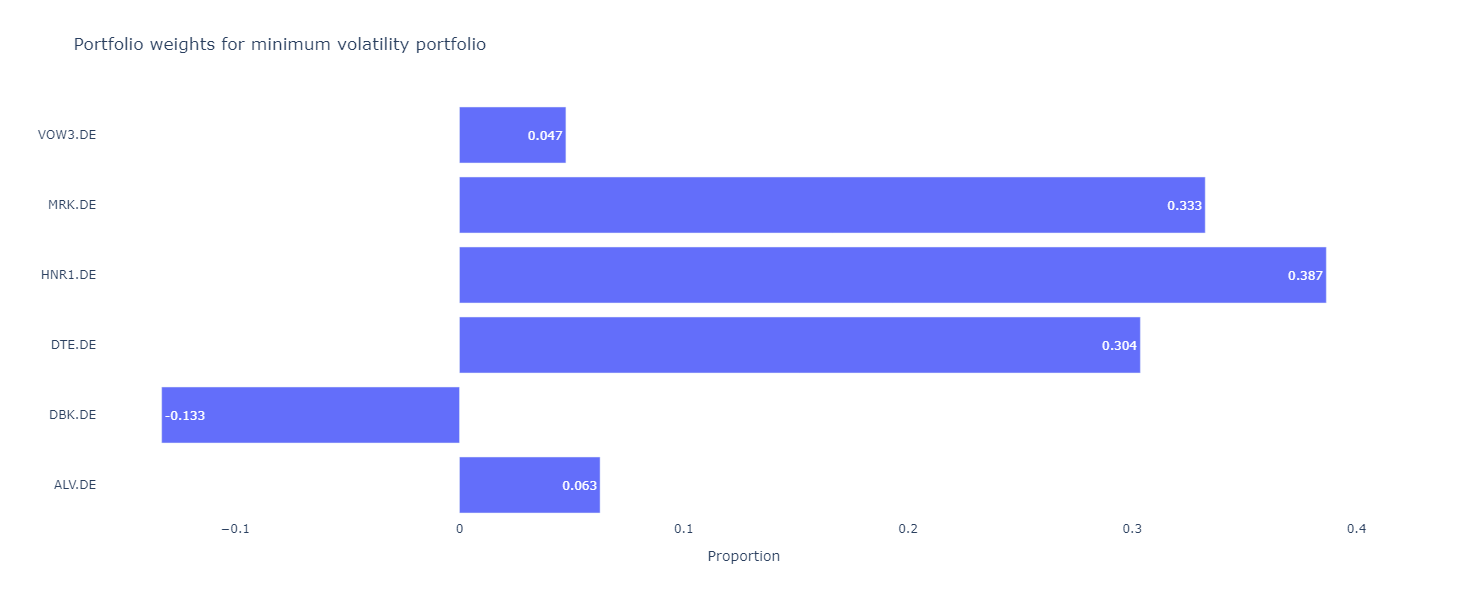 Portfolio weights for minimum volatility portfolio
VOW3.DE 0.047
MRK.DE 0.333
HNR1.DE 0.387
DTE.DE 0.304
DBK.DE -0.133
ALV.DE 0.063
−0.1 0 0.1 0.2 0.3 0.4
Proportion